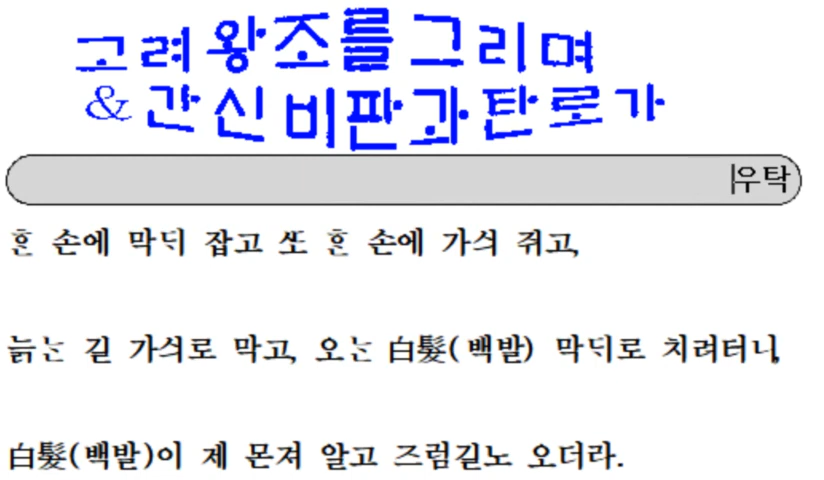 고려왕조를그리며
&간신비판과탄로가
우탁
ᄒᆞᆫ 손에 막ᄃᆡ 잡고 ᄯᅩ ᄒᆞᆫ 손에 가싀 쥐고,
늙ᄂᆞᆫ 길 가싀로 막고, 오ᄂᆞᆫ 白髮(백발) 막ᄃᆡ로 치려터니,
白髮(백발)이 제 몬져 알고 즈럼길노 오더라.